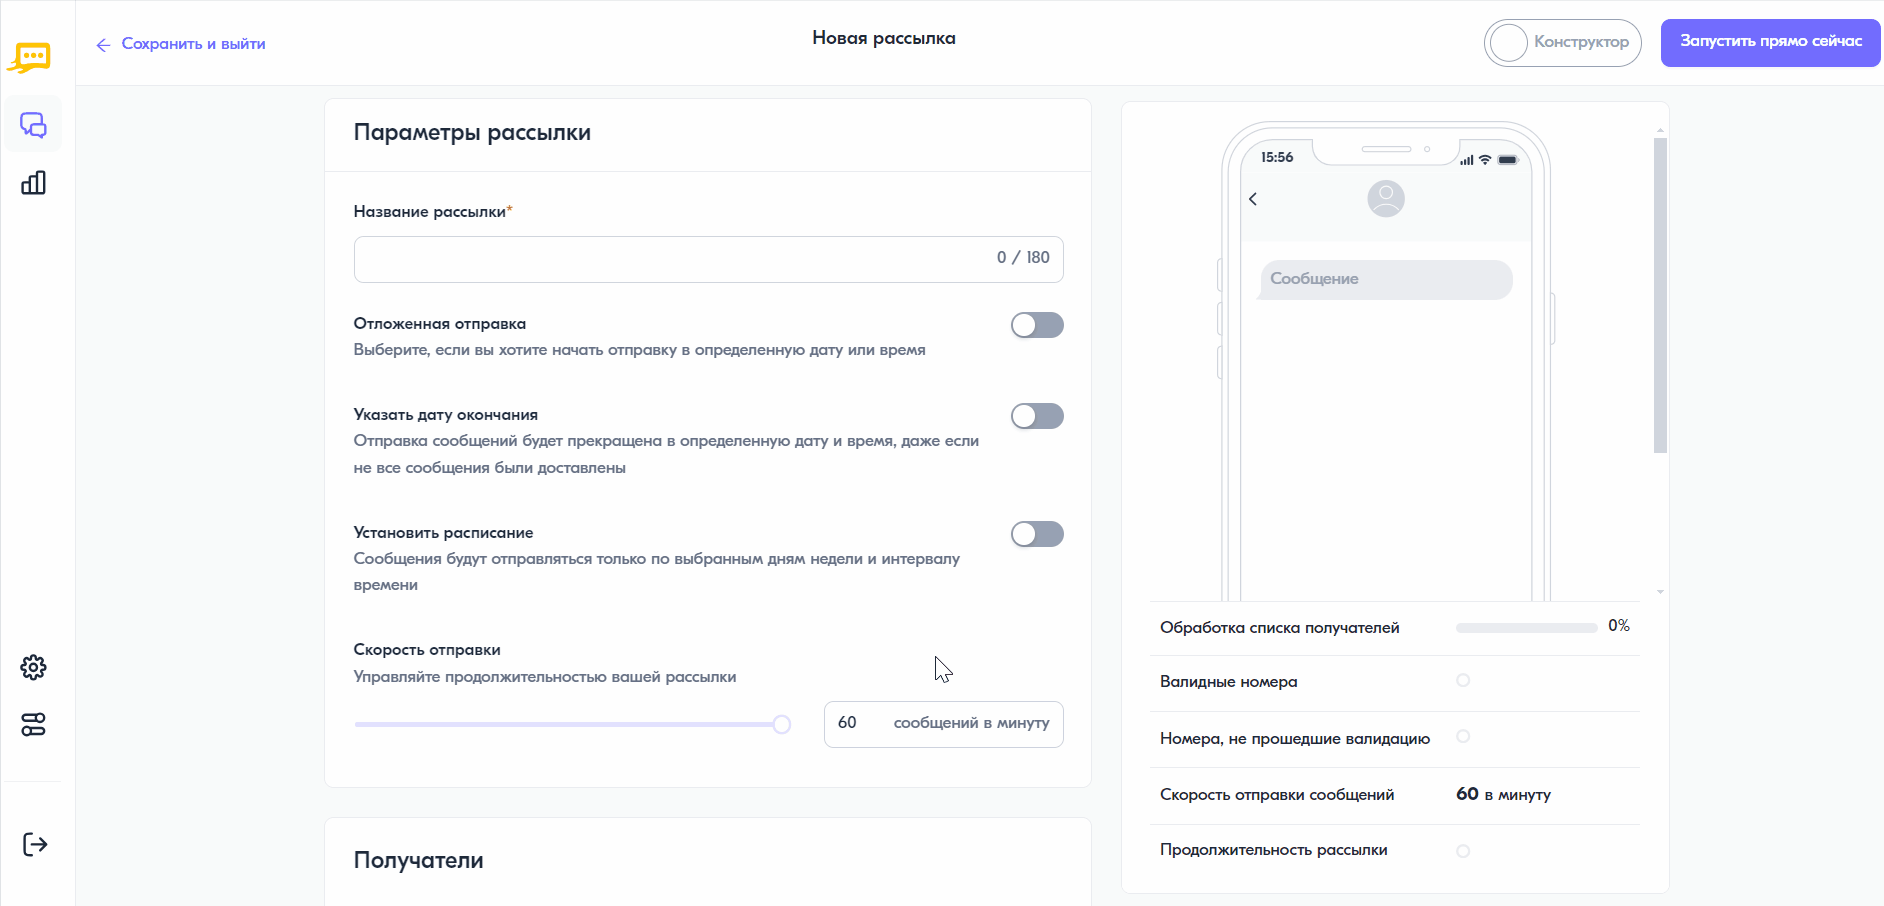 Сохранить и выйти
Новая рассылка
Конструктор
Запустить прямо сейчас
Параметры рассылки
Название рассылки*
0 / 180
Отложенная отправка
Выберите, если вы хотите начать отправку в определенную дату или время
Указать дату окончания
Отправка сообщений будет прекращена в определенную дату и время, даже если
не все сообщения были доставлены
Установить расписание
Сообщения будут отправляться только по выбранным дням недели и интервалу
времени
Скорость отправки
Управляйте продолжительностью вашей рассылки
60 сообщений в минуту
Получатели
15:56
Сообщение
Обработка списка получателей 0%
Валидные номера
Номера, не прошедшие валидацию
Скорость отправки сообщений 60 в минуту
Продолжительность рассылки